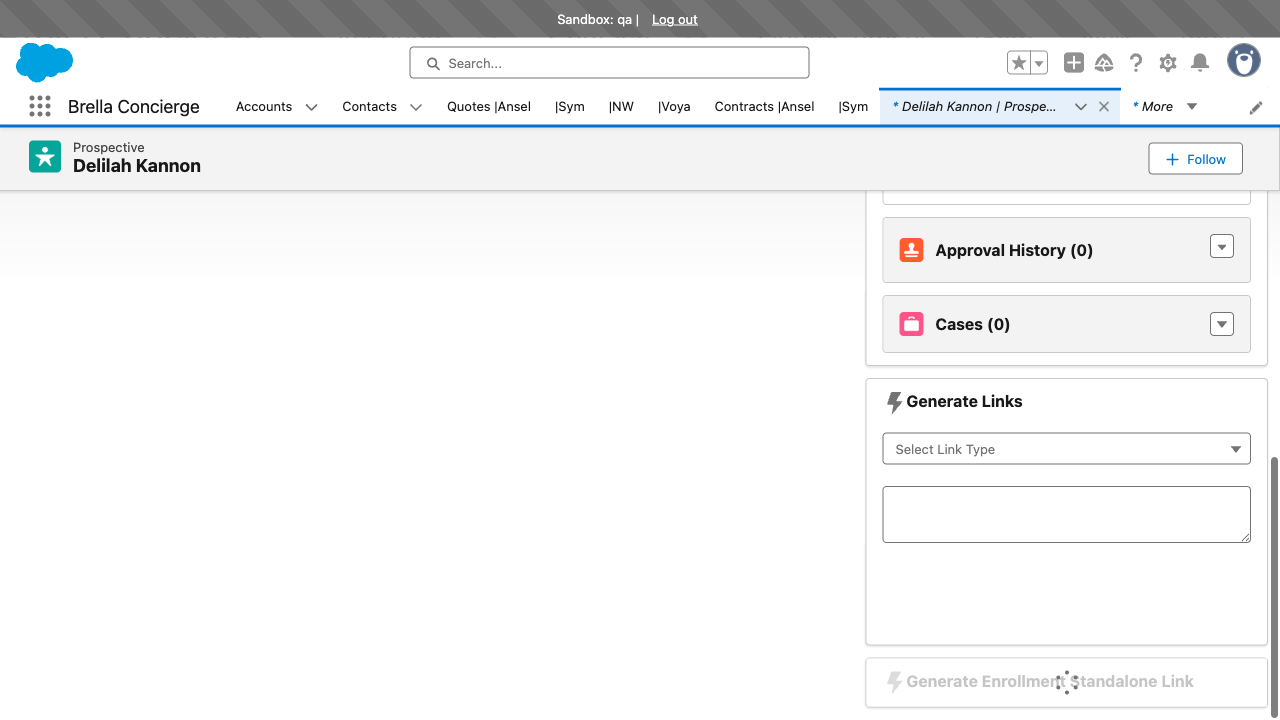 Sandbox: qa | Log out
Search...
Brella Concierge
Accounts
Contacts
Quotes |Ansel
|Sym
|NW
|Voya
Contracts |Ansel
|Sym
* Delilah Kannon | Prospe...
* More
Prospective
Delilah Kannon
Follow
Approval History (0)
Cases (0)
Generate Links
Select Link Type
Generate Enrollment Standalone Link